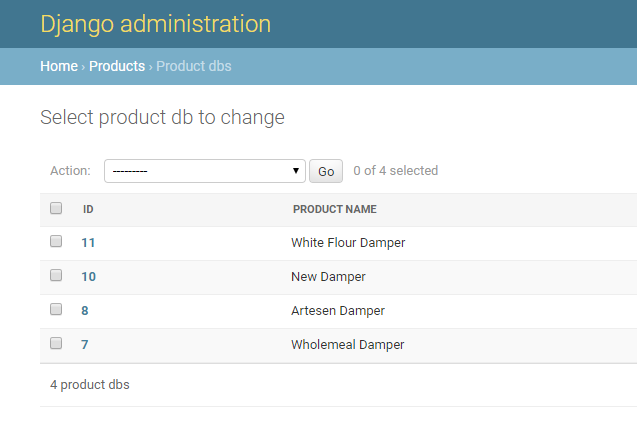 Django administration
Home › Products › Product dbs
Select product db to change
Action: --------- Go 0 of 4 selected
ID PRODUCT NAME
11 White Flour Damper
10 New Damper
8 Artesen Damper
7 Wholemeal Damper
4 product dbs